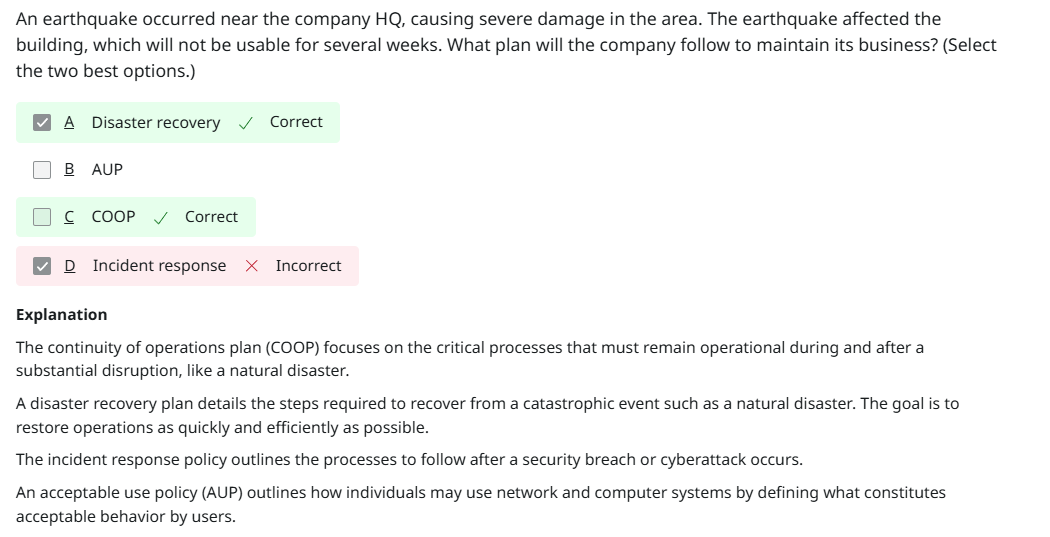 An earthquake occurred near the company HQ, causing severe damage in the area. The earthquake affected the
building, which will not be usable for several weeks. What plan will the company follow to maintain its business? (Select
the two best options.)
A Disaster recovery Correct
B AUP
C COOP Correct
D Incident response Incorrect
Explanation
The continuity of operations plan (COOP) focuses on the critical processes that must remain operational during and after a
substantial disruption, like a natural disaster.
A disaster recovery plan details the steps required to recover from a catastrophic event such as a natural disaster. The goal is to
restore operations as quickly and efficiently as possible.
The incident response policy outlines the processes to follow after a security breach or cyberattack occurs.
An acceptable use policy (AUP) outlines how individuals may use network and computer systems by defining what constitutes
acceptable behavior by users.